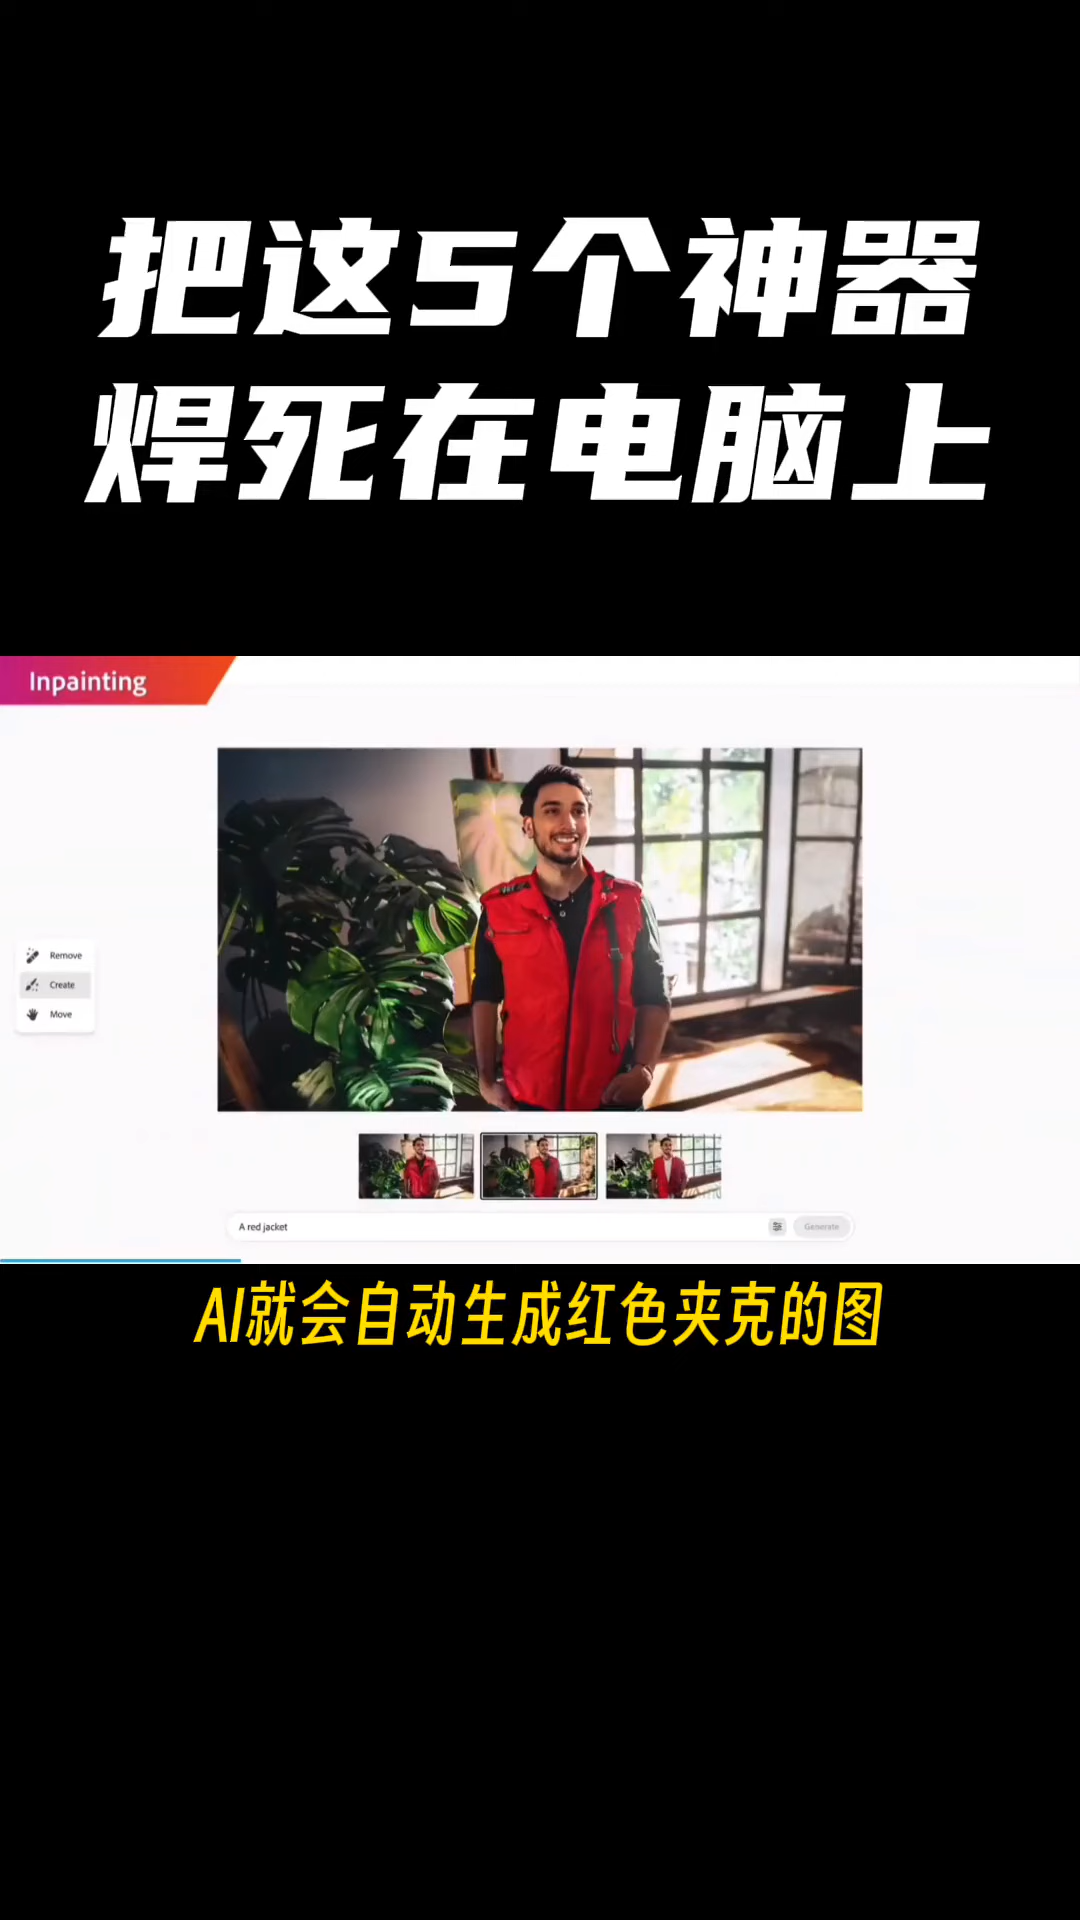 把这5个神器
焊死在电脑上
Inpainting
Remove
Create
Move
A red jacket
Generate
AI就会自动生成红色夹克的图